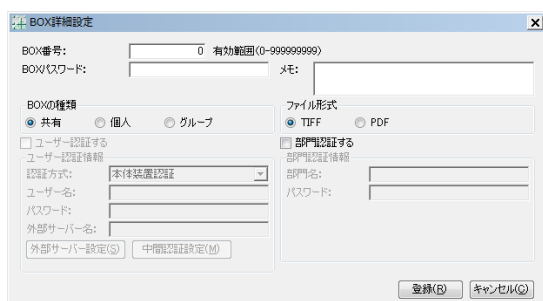 BOX詳細設定
BOX番号: 0 有効範囲(0-999999999)
BOXパスワード: メモ:
BOXの種類
共有 個人 グループ
ファイル形式
TIFF PDF
ユーザー認証する
ユーザー認証情報
認証方式: 本体装置認証
ユーザー名:
パスワード:
外部サーバー名:
外部サーバー設定(S) 中間認証設定(M)
部門認証する
部門認証情報
部門名:
パスワード:
登録(R) キャンセル(C)